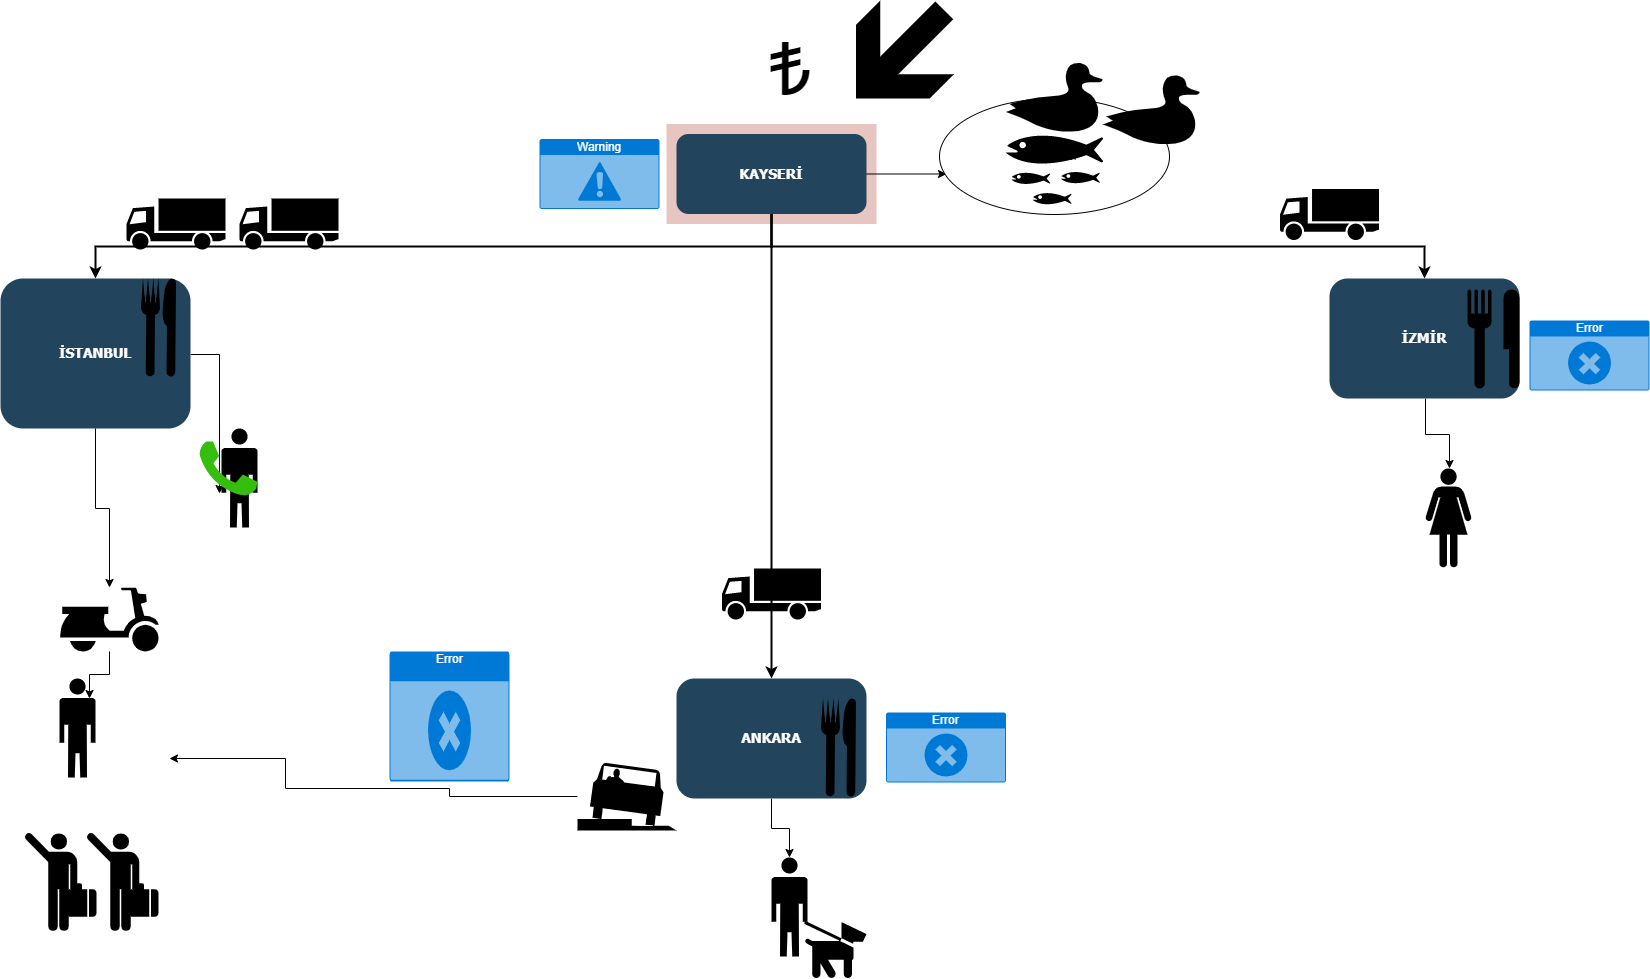 ₺
Warning
KAYSERİ
İSTANBUL
İZMİR
Error
Error
ANKARA
Error